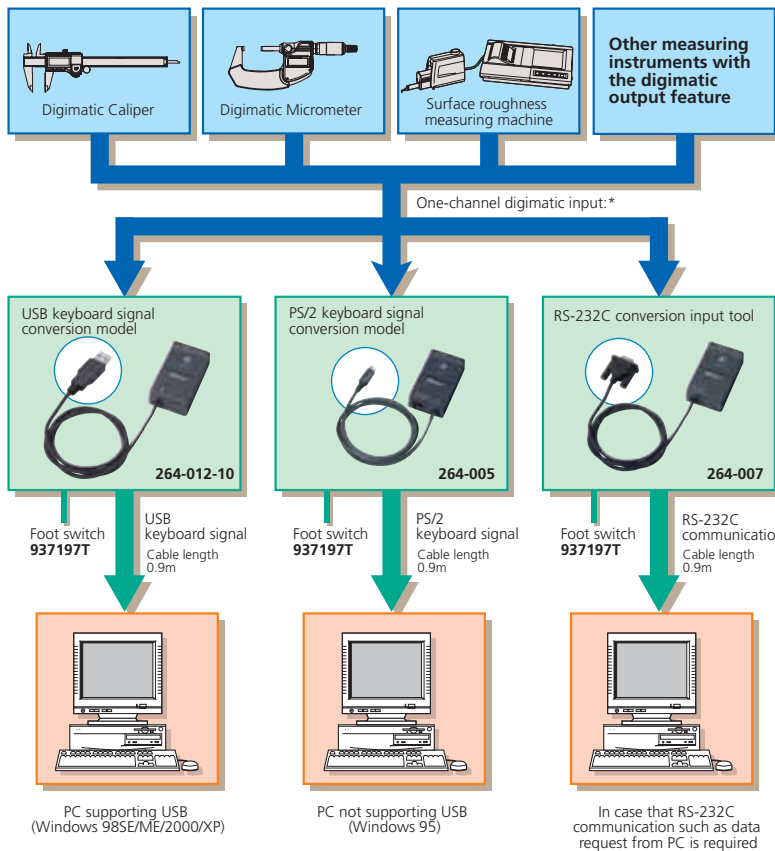 Digimatic Caliper
Digimatic Micrometer
Surface roughness
measuring machine
Other measuring
instruments with
the digimatic
output feature
One-channel digimatic input:*
USB keyboard signal
conversion model
264-012-10
PS/2 keyboard signal
conversion model
264-005
RS-232C conversion input tool
264-007
Foot switch
937197T
USB
keyboard signal
Cable length
0.9m
Foot switch
937197T
PS/2
keyboard signal
Cable length
0.9m
Foot switch
937197T
RS-232C
communicatio
Cable length
0.9m
PC supporting USB
(Windows 98SE/ME/2000/XP)
PC not supporting USB
(Windows 95)
In case that RS-232C
communication such as data
request from PC is required